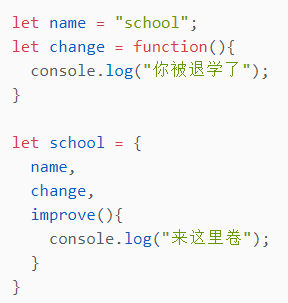 let name = "school";
let change = function(){
  console.log("你被退学了");
}

let school = {
  name,
  change,
  improve(){
    console.log("来这里卷");
  }
}